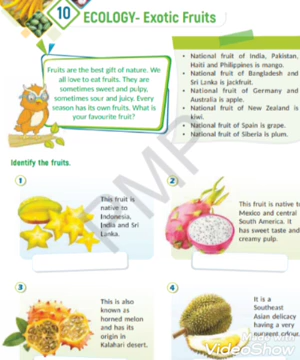 10 ECOLOGY- Exotic Fruits
Fruits are the best gift of nature. We
all love to eat fruits. They are
sometimes sweet and pulpy,
sometimes sour and juicy. Every
season has its own fruits. What is
your favourite fruit?
• National fruit of India, Pakistan,
Haiti and Philippines is mango.
• National fruit of Bangladesh and
Sri Lanka is jackfruit.
• National fruit of Germany and
Australia is apple.
• National fruit of New Zealand is
kiwi.
• National fruit of Spain is grape.
• National fruit of Siberia is plum.
Identify the fruits.
1
This fruit is
native to
Indonesia,
India and Sri
Lanka.
2
This fruit is native to
Mexico and central
South America. It
has sweet taste and
creamy pulp.
3
This is also
known as
horned melon
and has its
origin in
Kalahari desert.
4
It is a
Southeast
Asian delicacy
having a very
pungent odour.
VideoShow